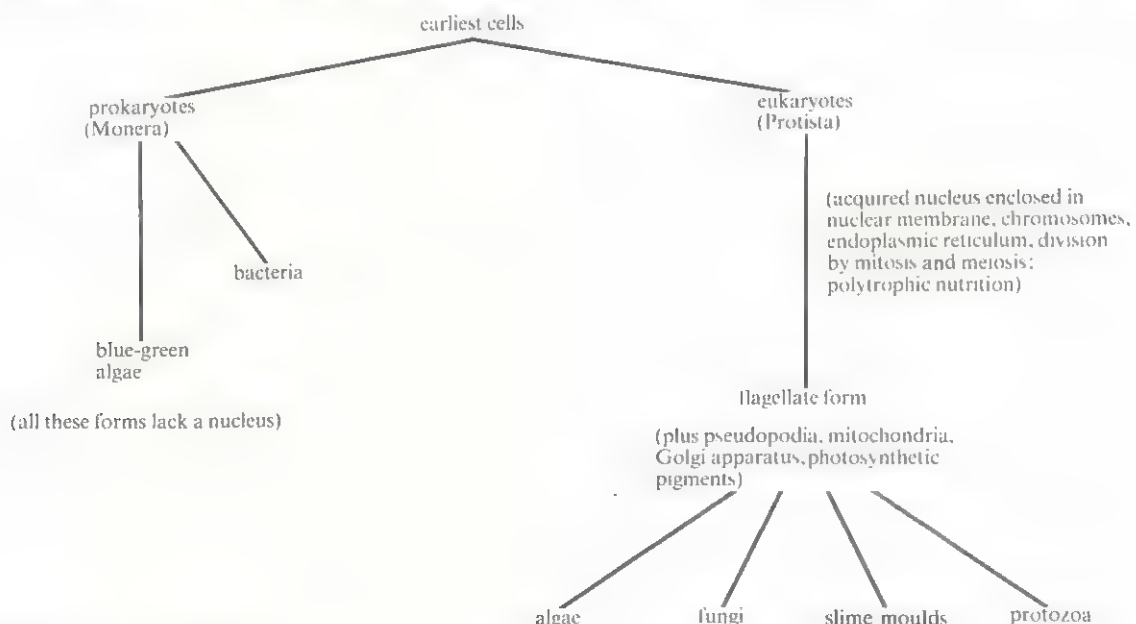 earliest cells
prokaryotes
(Monera)
eukaryotes
(Protista)
(acquired nucleus enclosed in
nuclear membrane, chromosomes,
endoplasmic reticulum, division
by mitosis and meiosis;
polytrophic nutrition)
bacteria
blue-green
algae
(all these forms lack a nucleus)
flagellate form
(plus pseudopodia, mitochondria,
Golgi apparatus, photosynthetic
pigments)
algae fungi slime moulds protozoa